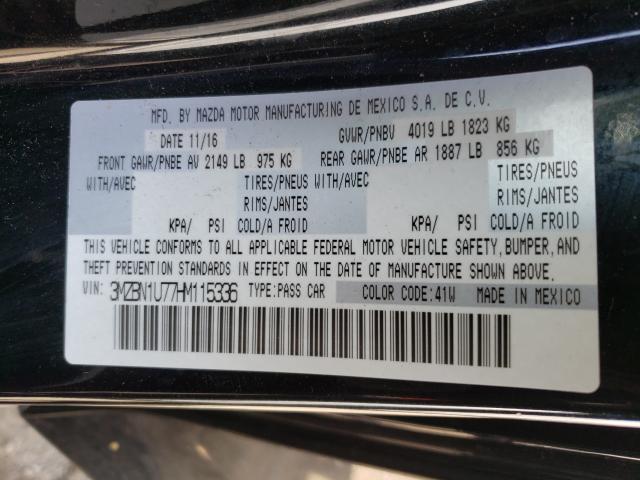 MFD. BY MAZDA MOTOR MANUFACTURING DE MEXICO S.A. DE C.V.
DATE 11/16 GVWR/PNBV 4019 LB 1823 KG
FRONT GAWR/PNBE AV 2149 LB 975 KG REAR GAWR/PNBE AR 1887 LB 856 KG
WITH/AVEC TIRES/PNEUS WITH/AVEC TIRES/PNEUS
RIMS/JANTES RIMS/JANTES
KPA/ PSI COLD/A FROID KPA/ PSI COLD/A FROID
THIS VEHICLE CONFORMS TO ALL APPLICABLE FEDERAL MOTOR VEHICLE SAFETY, BUMPER, AND
THEFT PREVENTION STANDARDS IN EFFECT ON THE DATE OF MANUFACTURE SHOWN ABOVE.
VIN: 3MZBN1U77HM115336 TYPE:PASS CAR COLOR CODE:41W MADE IN MEXICO